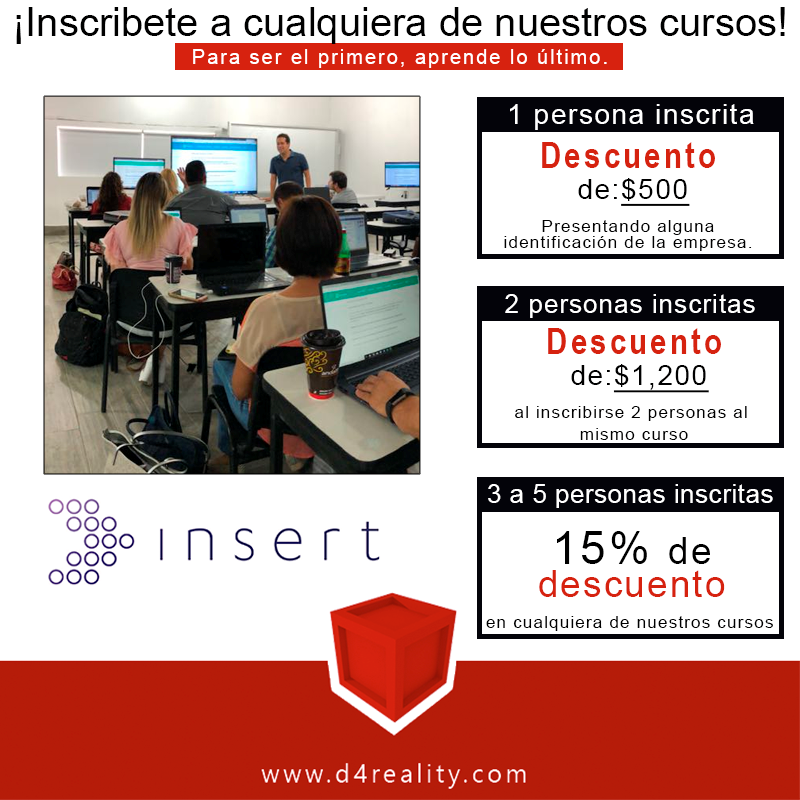 ¡Inscribete a cualquiera de nuestros cursos!
Para ser el primero, aprende lo último.
1 persona inscrita
Descuento
de:$500
Presentando alguna
identificación de la empresa.
2 personas inscritas
Descuento
de:$1,200
al inscribirse 2 personas al
mismo curso
3 a 5 personas inscritas
15% de
descuento
en cualquiera de nuestros cursos
insert
www.d4reality.com